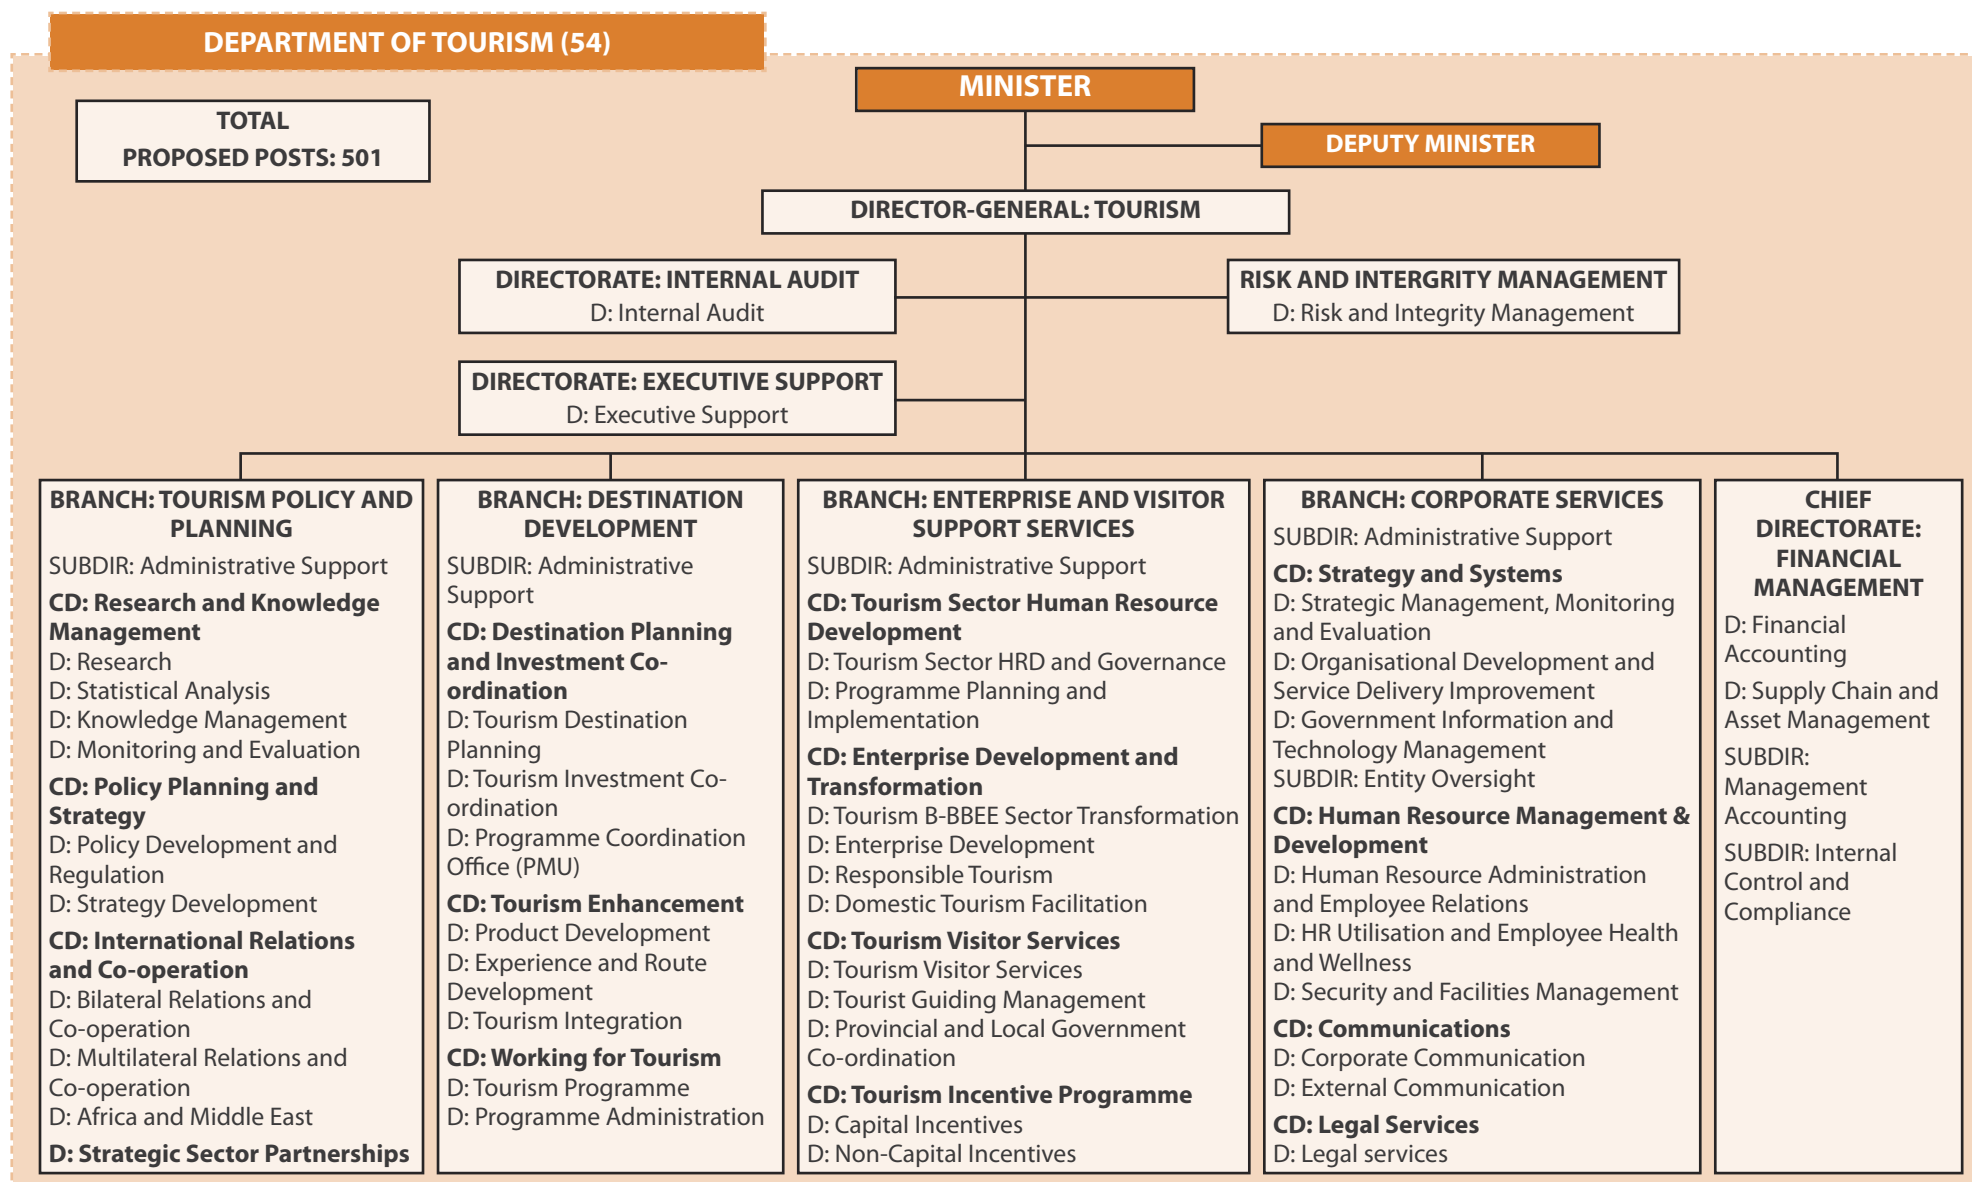 DEPARTMENT OF TOURISM (54)
TOTAL
PROPOSED POSTS: 501
MINISTER
DEPUTY MINISTER
DIRECTOR-GENERAL: TOURISM
DIRECTORATE: INTERNAL AUDIT
D: Internal Audit
RISK AND INTERGRITY MANAGEMENT
D: Risk and Integrity Management
DIRECTORATE: EXECUTIVE SUPPORT
D: Executive Support
BRANCH: TOURISM POLICY AND
PLANNING
SUBDIR: Administrative Support
CD: Research and Knowledge
Management
D: Research
D: Statistical Analysis
D: Knowledge Management
D: Monitoring and Evaluation
CD: Policy Planning and
Strategy
D: Policy Development and
Regulation
D: Strategy Development
CD: International Relations
and Co-operation
D: Bilateral Relations and
Co-operation
D: Multilateral Relations and
Co-operation
D: Africa and Middle East
D: Strategic Sector Partnerships
BRANCH: DESTINATION
DEVELOPMENT
SUBDIR: Administrative
Support
CD: Destination Planning
and Investment Co-
ordination
D: Tourism Destination
Planning
D: Tourism Investment Co-
ordination
D: Programme Coordination
Office (PMU)
CD: Tourism Enhancement
D: Product Development
D: Experience and Route
Development
D: Tourism Integration
CD: Working for Tourism
D: Tourism Programme
D: Programme Administration
BRANCH: ENTERPRISE AND VISITOR
SUPPORT SERVICES
SUBDIR: Administrative Support
CD: Tourism Sector Human Resource
Development
D: Tourism Sector HRD and Governance
D: Programme Planning and
Implementation
CD: Enterprise Development and
Transformation
D: Tourism B-BBEE Sector Transformation
D: Enterprise Development
D: Responsible Tourism
D: Domestic Tourism Facilitation
CD: Tourism Visitor Services
D: Tourism Visitor Services
D: Tourist Guiding Management
D: Provincial and Local Government
Co-ordination
CD: Tourism Incentive Programme
D: Capital Incentives
D: Non-Capital Incentives
BRANCH: CORPORATE SERVICES
SUBDIR: Administrative Support
CD: Strategy and Systems
D: Strategic Management, Monitoring
and Evaluation
D: Organisational Development and
Service Delivery Improvement
D: Government Information and
Technology Management
SUBDIR: Entity Oversight
CD: Human Resource Management &
Development
D: Human Resource Administration
and Employee Relations
D: HR Utilisation and Employee Health
and Wellness
D: Security and Facilities Management
CD: Communications
D: Corporate Communication
D: External Communication
CD: Legal Services
D: Legal services
CHIEF
DIRECTORATE:
FINANCIAL
MANAGEMENT
D: Financial
Accounting
D: Supply Chain and
Asset Management
SUBDIR:
Management
Accounting
SUBDIR: Internal
Control and
Compliance